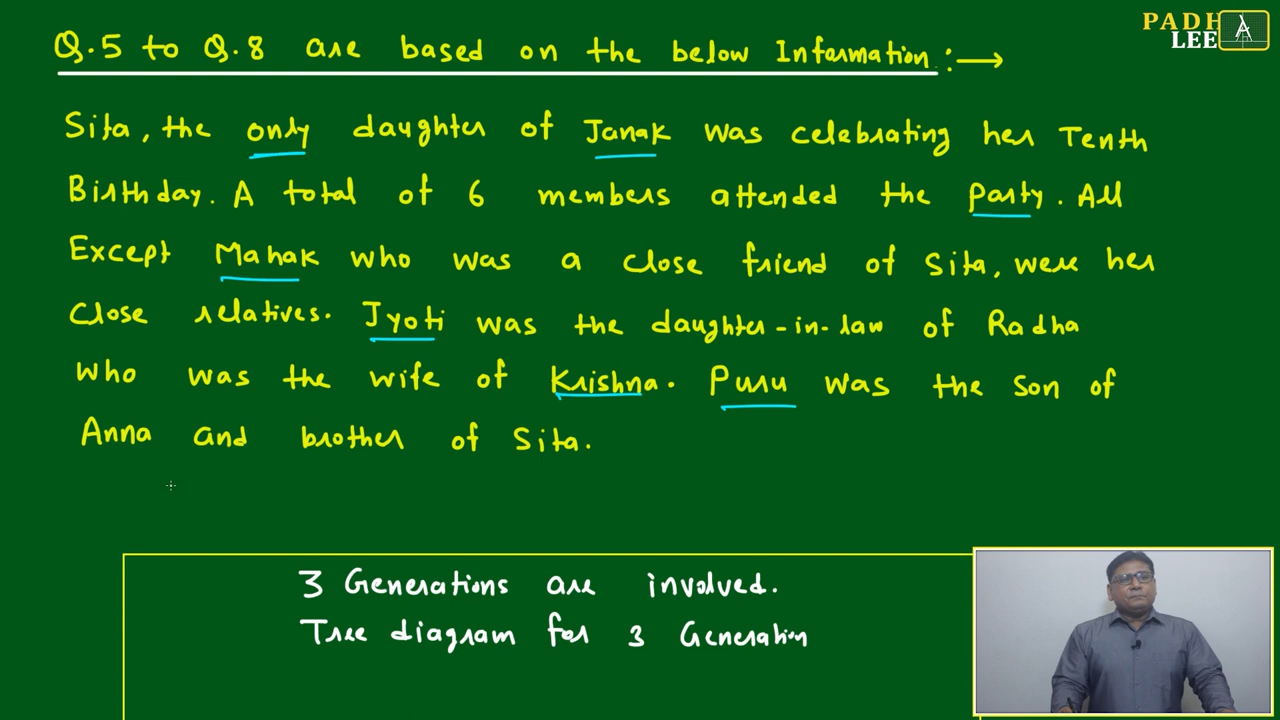 PADH
LEE
Q.5 to Q.8 are based on the below Information :→
Sita, the only daughter of Janak was celebrating her Tenth
Birthday. A total of 6 members attended the party. All
Except Mahak who was a close friend of Sita, were her
close relatives. Jyoti was the daughter-in-law of Radha
who was the wife of Krishna. Puru was the son of
Anna and brother of Sita.
3 Generations are involved.
Tree diagram for 3 Generation